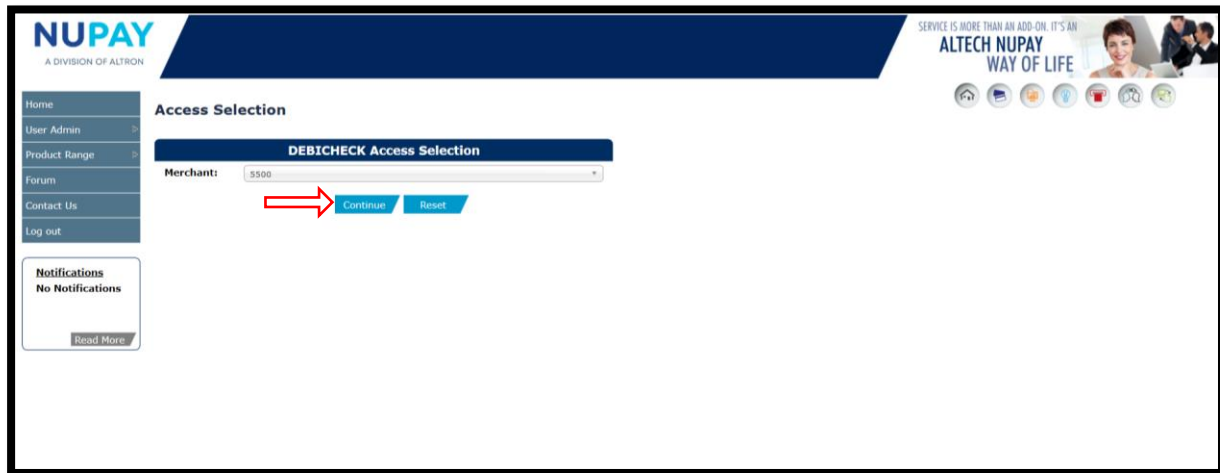 NUPAY
A DIVISION OF ALTRON
SERVICE IS MORE THAN AN ADD-ON. IT'S AN
ALTECH NUPAY
WAY OF LIFE
Home
User Admin
Product Range
Forum
Contact Us
Log out
Notifications
No Notifications
Read More
Access Selection
DEBICHECK Access Selection
Merchant: 5500
Continue Reset